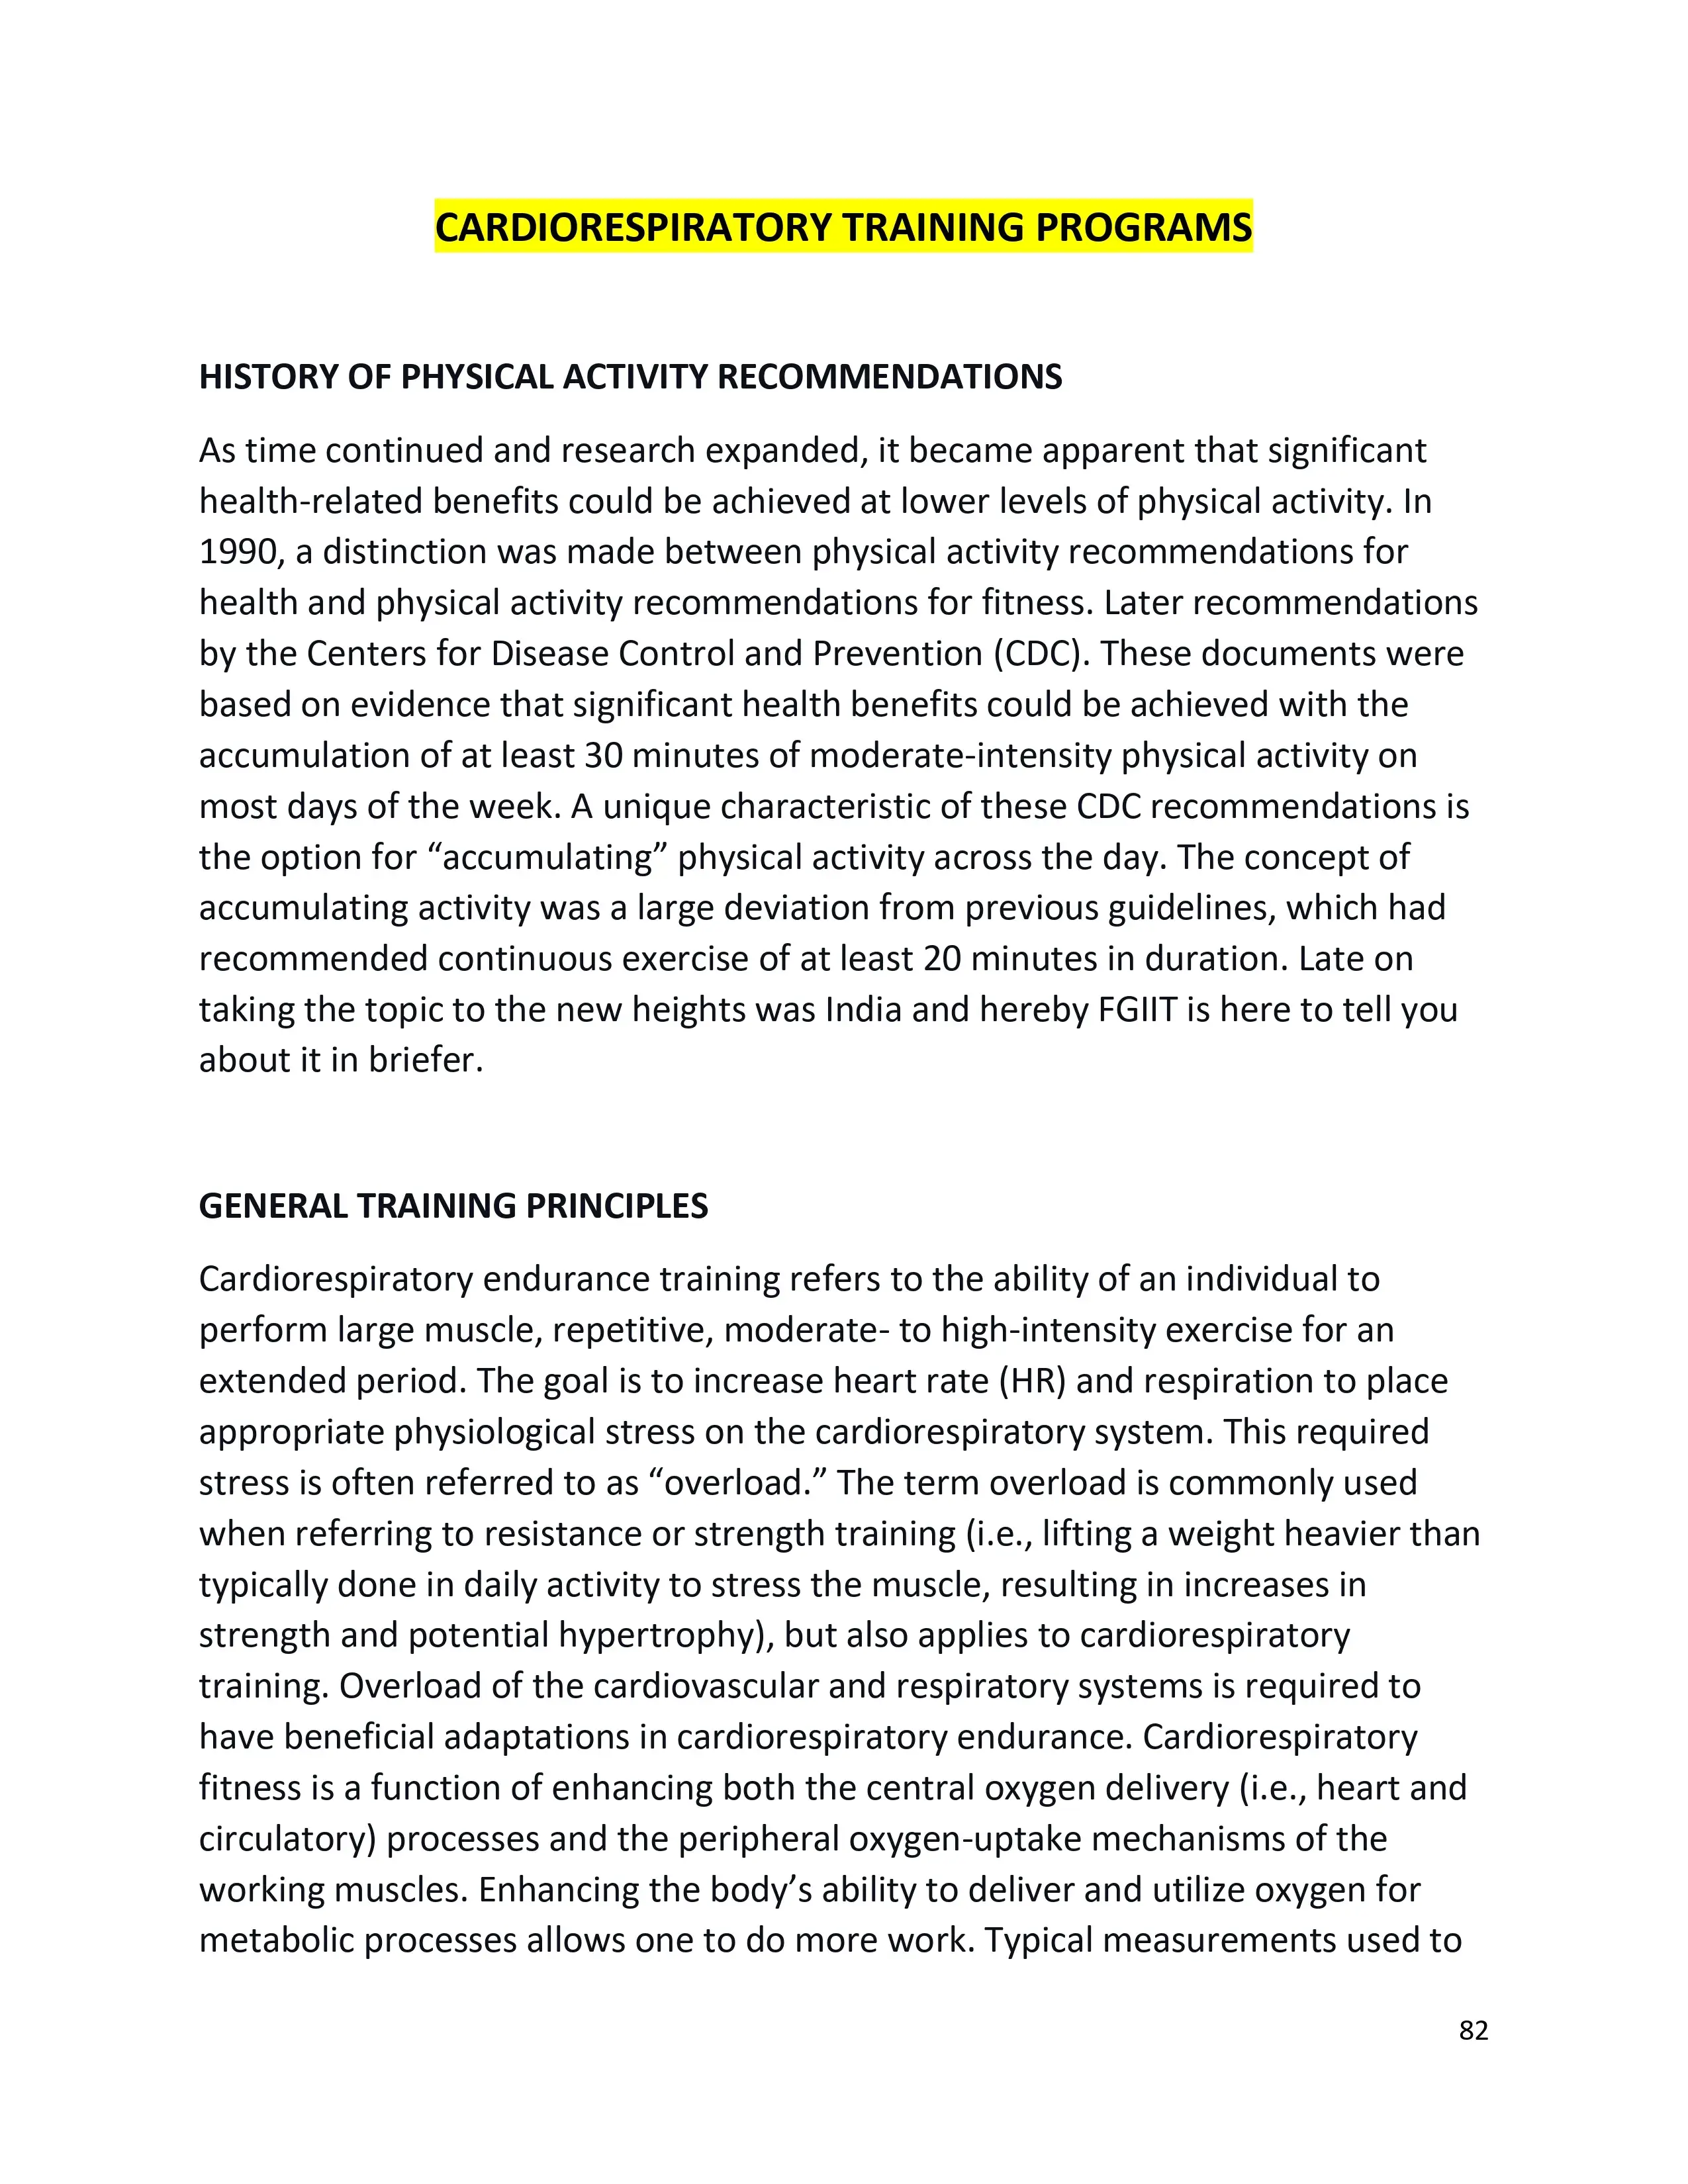 CARDIORESPIRATORY TRAINING PROGRAMS
HISTORY OF PHYSICAL ACTIVITY RECOMMENDATIONS
As time continued and research expanded, it became apparent that significant
health-related benefits could be achieved at lower levels of physical activity. In
1990, a distinction was made between physical activity recommendations for
health and physical activity recommendations for fitness. Later recommendations
by the Centers for Disease Control and Prevention (CDC). These documents were
based on evidence that significant health benefits could be achieved with the
accumulation of at least 30 minutes of moderate-intensity physical activity on
most days of the week. A unique characteristic of these CDC recommendations is
the option for “accumulating” physical activity across the day. The concept of
accumulating activity was a large deviation from previous guidelines, which had
recommended continuous exercise of at least 20 minutes in duration. Late on
taking the topic to the new heights was India and hereby FGIIT is here to tell you
about it in briefer.
GENERAL TRAINING PRINCIPLES
Cardiorespiratory endurance training refers to the ability of an individual to
perform large muscle, repetitive, moderate- to high-intensity exercise for an
extended period. The goal is to increase heart rate (HR) and respiration to place
appropriate physiological stress on the cardiorespiratory system. This required
stress is often referred to as “overload.” The term overload is commonly used
when referring to resistance or strength training (i.e., lifting a weight heavier than
typically done in daily activity to stress the muscle, resulting in increases in
strength and potential hypertrophy), but also applies to cardiorespiratory
training. Overload of the cardiovascular and respiratory systems is required to
have beneficial adaptations in cardiorespiratory endurance. Cardiorespiratory
fitness is a function of enhancing both the central oxygen delivery (i.e., heart and
circulatory) processes and the peripheral oxygen-uptake mechanisms of the
working muscles. Enhancing the body’s ability to deliver and utilize oxygen for
metabolic processes allows one to do more work. Typical measurements used to
82